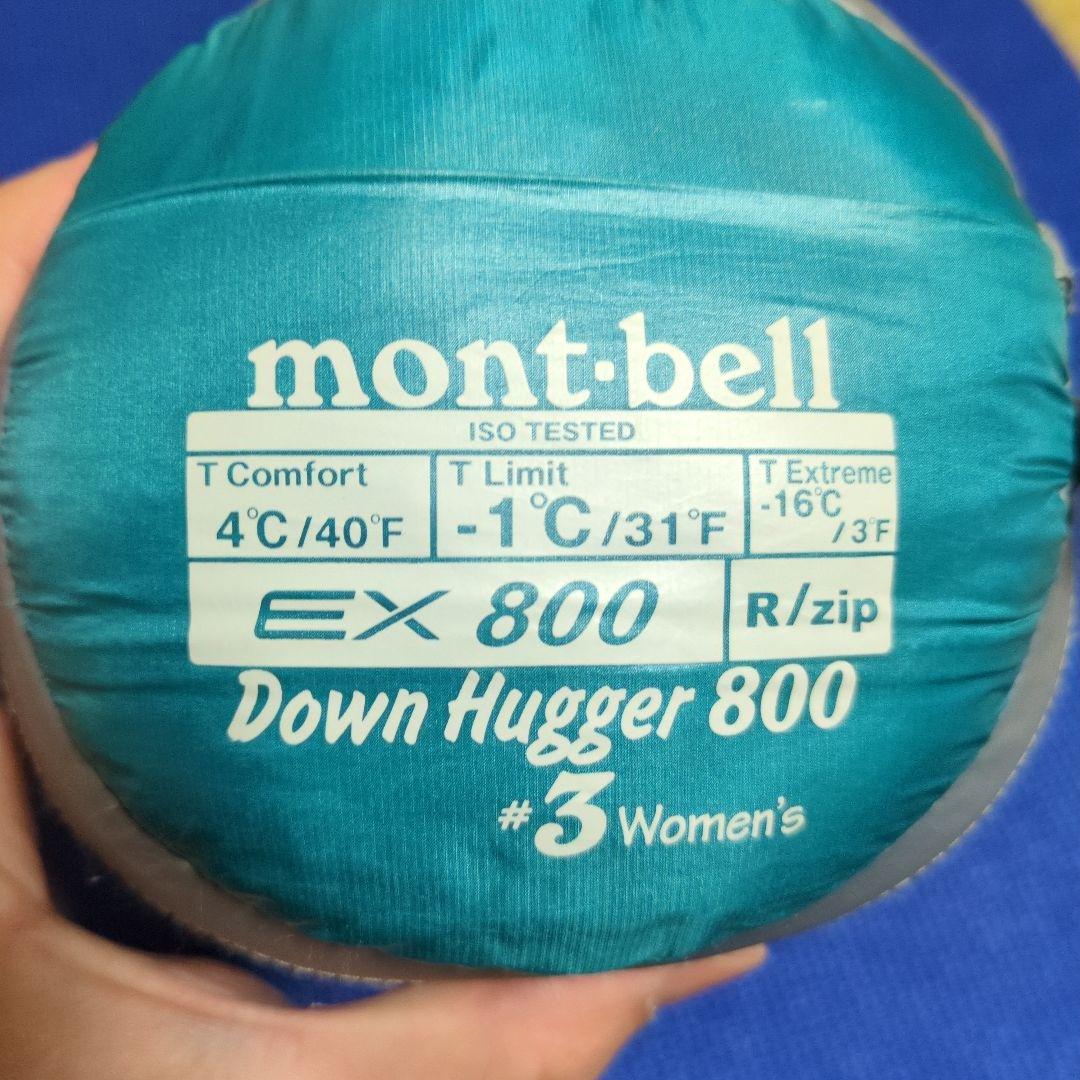 mont·bell
ISO TESTED
T Comfort
4°C/40°F
T Limit
-1°C/31°F
T Extreme
-16°C
/3°F
EX 800
R/zip
Down Hugger 800
#3 Women's